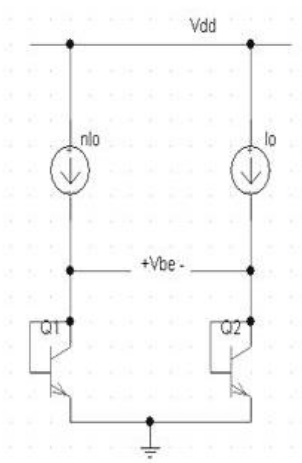 Vdd
nIo
Io
+Vbe -
Q1
Q2